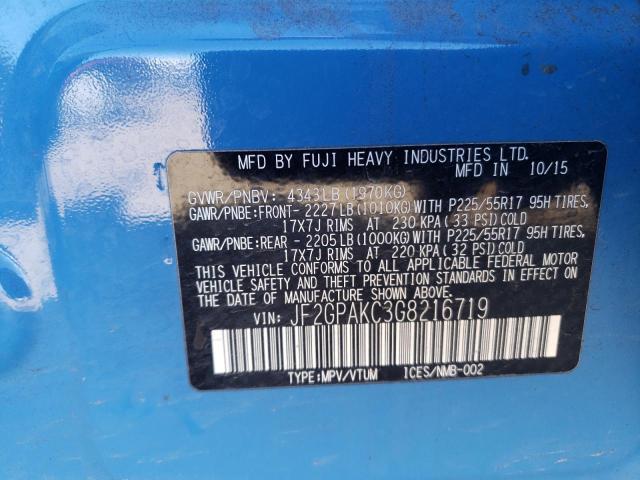 MFD BY FUJI HEAVY INDUSTRIES LTD.
MFD IN 10/15
GVWR/PNBV: 4343LB(1970KG)
GAWR/PNBE:FRONT- 2227LB(1010KG)WITH P225/55R17 95H TIRES,
17X7J RIMS AT 230 KPA(33 PSI)COLD
GAWR/PNBE:REAR - 2205LB(1000KG)WITH P225/55R17 95H TIRES,
17X7J RIMS AT 220 KPA(32 PSI)COLD
THIS VEHICLE CONFORMS TO ALL APPLICABLE FEDERAL MOTOR
VEHICLE SAFETY AND THEFT PREVENTION STANDARDS IN EFFECT ON
THE DATE OF MANUFACTURE SHOWN ABOVE.
VIN: JF2GPAKC3G8216719
TYPE:MPV/VTUM ICES/NMB-002